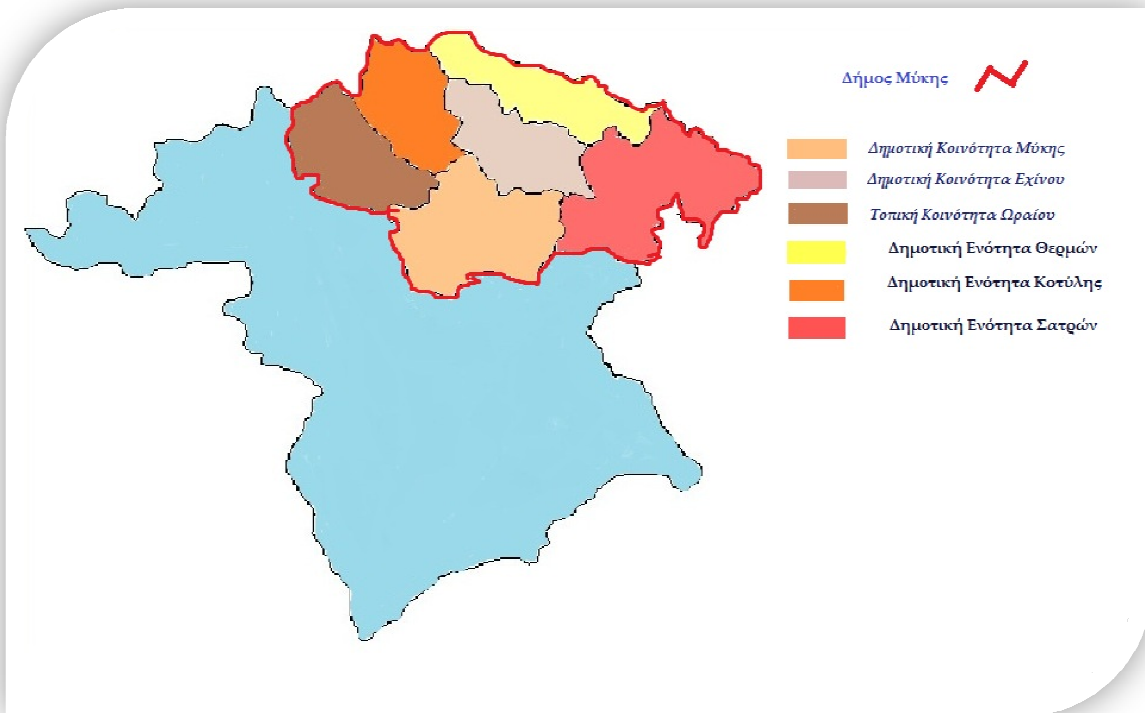 Δήμος Μύκης
Δημοτική Κοινότητα Μύκης
Δημοτική Κοινότητα Εχίνου
Τοπική Κοινότητα Ωραίου
Δημοτική Ενότητα Θερμών
Δημοτική Ενότητα Κοτύλης
Δημοτική Ενότητα Σατρών